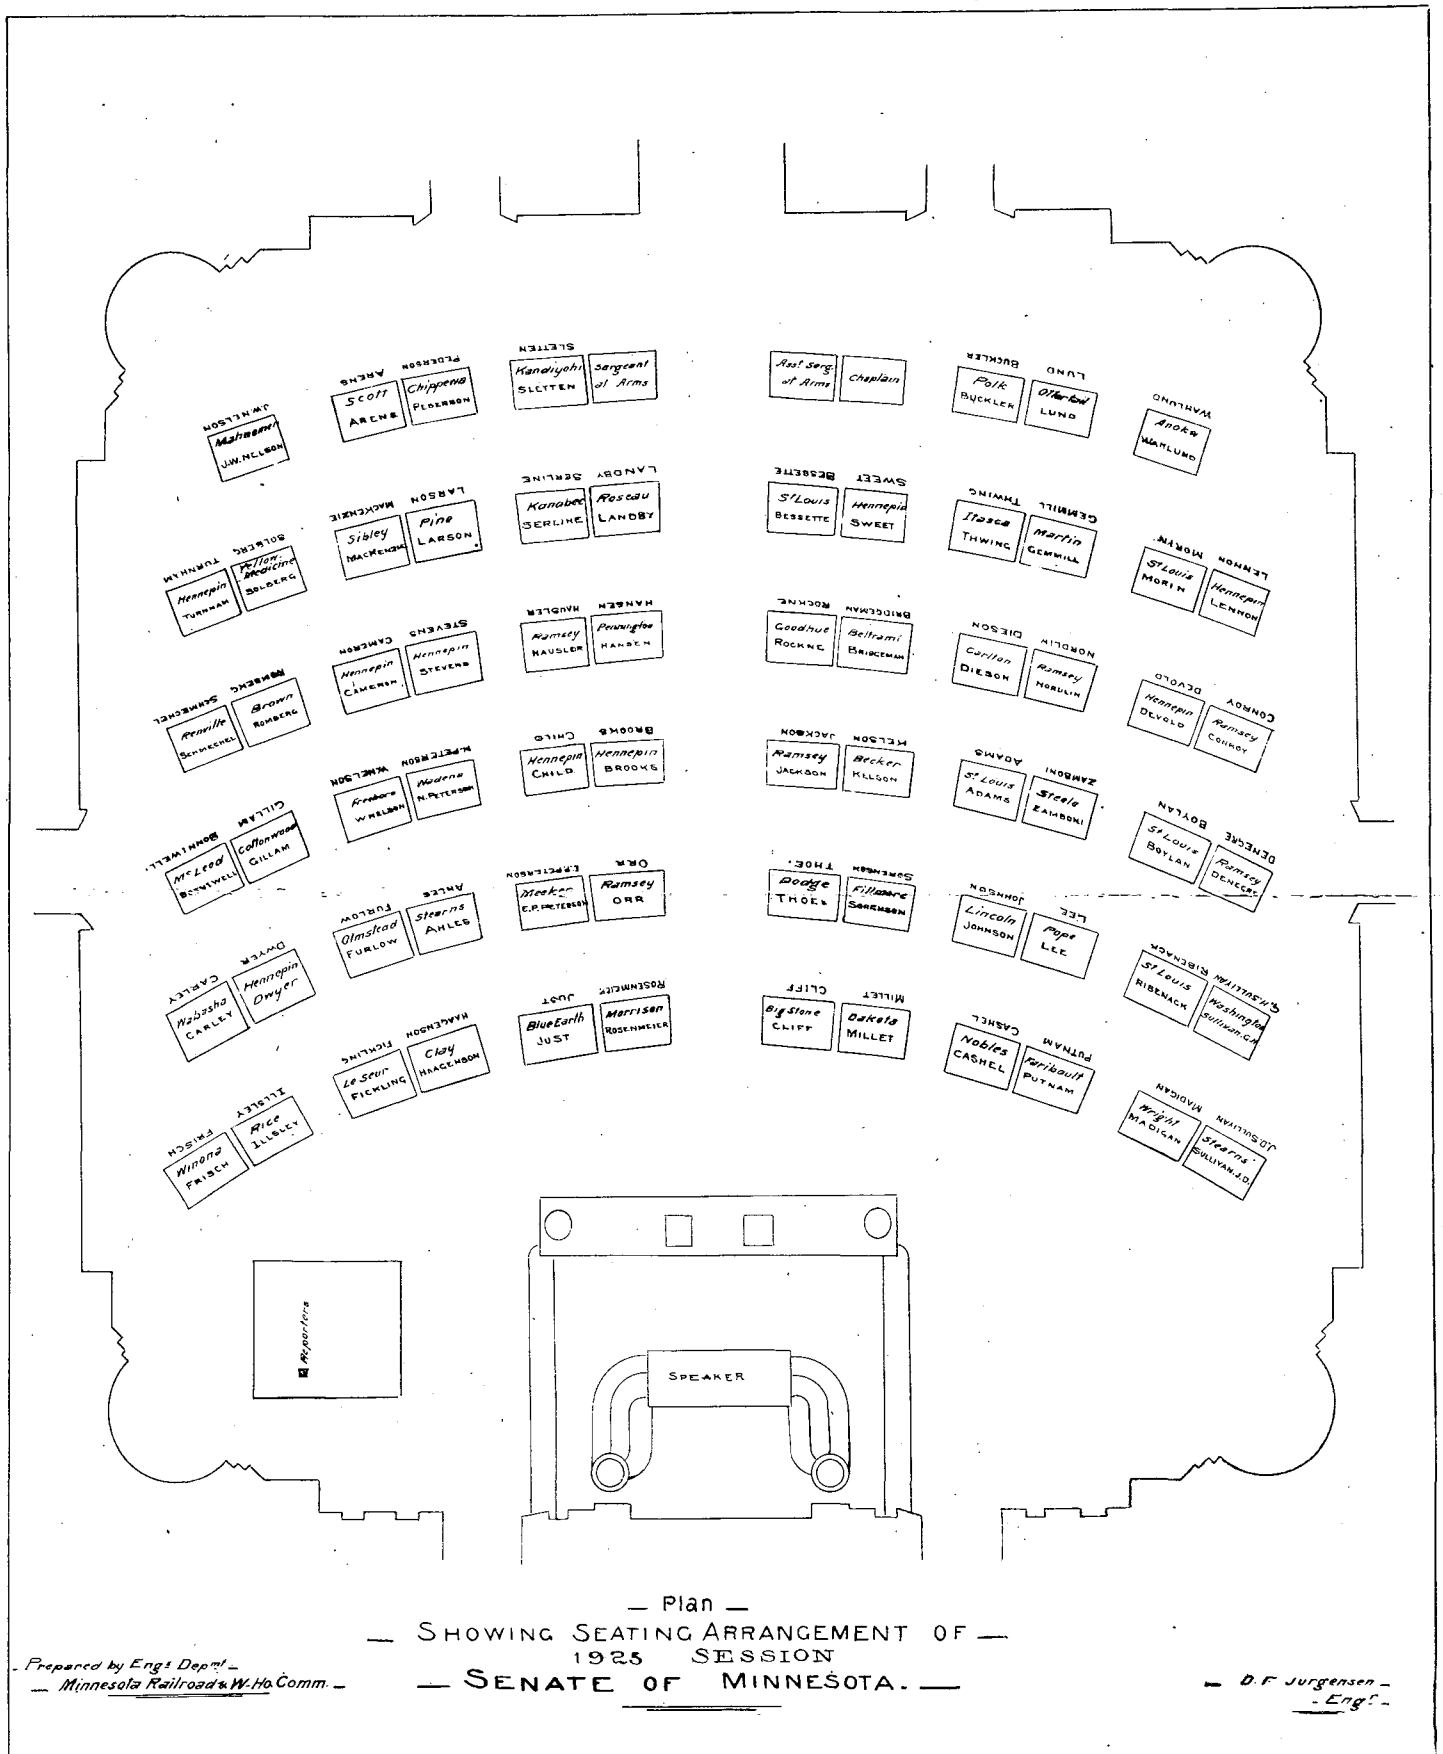 SLETTEN
Kandiyohi
SLETTEN
Sargeant
at Arms
Asst Sarg.
at Arms
Chaplain
PEDERSON
Chippewa
PEDERSON
ARENS
Scott
ARENS
BUCKLER
Polk
BUCKLER
LUND
Ottertail
LUND
J.W.NELSON
Mahnomen
J.W.NELSON
WAHLUND
Anoka
WAHLUND
LANDBY
Roseau
LANDBY
SERLINE
Kanabec
SERLINE
BESSETTE
St Louis
BESSETTE
SWEET
Hennepin
SWEET
LARSON
Pine
LARSON.
MACKENZIE
Sibley
MACKENZIE
THWING
Itasca
THWING
GEMMILL
Martin
GEMMILL
SOLBERG
Yellow-
Medicine
SOLBERG
TURNHAM
Hennepin
TURNHAM
MORIN.
St Louis
MORIN
LENNON
Hennepin
LENNON
HANSEN
Pennington
HANSEN
HAUSLER
Ramsey
HAUSLER
ROCKNE
Goodhue
ROCKNE
BRIDGEMAN
Beltrami
BRIDGEMAN
STEVENS
Hennepin
STEVENS
CAMERON
Hennepin
CAMERON
DIESON
Carlton
DIESON
NORDLIN
Ramsey
NORDLIN
ROMBERG
Brown
ROMBERG
SCHMECHEL
Renville
SCHMECHEL
DEVOLD
Hennepin
DEVOLD
CONROY
Ramsey
CONROY
BROOKS
Hennepin
BROOKS
CHILD
Hennepin
CHILD
JACKSON
Ramsey
JACKSON
NELSON
Becker
NELSON
N.PETERSON
Wadena
N.PETERSON
W.NELSON
Freeborn
W NELSON
ADAMS
St Louis
ADAMS
ZAMBONI
Steele
ZAMBONI
GILLAM
Cottonwood
GILLAM
BONNIWELL.
McLeod
BONNIWELL
BOYLAN
St Louis
BOYLAN
DENEGRE
Ramsey
DENEGRE
ORR
Ramsey
ORR
E.P.PETERSON
Meeker
E.P.PETERSON
THOE.
Dodge
THOE.
SORENSON
Fillmore
SORENSON
AHLES
Stearns
AHLES
FURLOW
Olmstead
FURLOW
JOHNSON
Lincoln
JOHNSON
LEE
Pope
LEE
DWYER
Hennepin
Dwyer
CARLEY
Wabasha
CARLEY
RIBENACK
St Louis
RIBENACK
G.H.SULLIVAN
Washington
SULLIVAN.G.H
ROSENMEIER
Morrison
ROSENMEIER
JUST
Blue Earth
JUST
CLIFF
Big Stone
CLIFF
MILLET
Dakota
MILLET
HAAGENSON
Clay
HAAGENSON
FICKLING
Le Seur
FICKLING
CASHEL
Nobles
CASHEL
PUTNAM
Faribault
PUTNAM
ILLSLEY
Rice
ILLSLEY
FRISCH
Winona
FRISCH
MADIGAN
Wright
MADIGAN
J.D.SULLIVAN
Stearns
SULLIVAN.J.D.
Reporters
SPEAKER
— Plan —
— SHOWING SEATING ARRANGEMENT OF —
1925 SESSION
— SENATE OF MINNESOTA. —
- Prepared by Engs Depmt -
— Minnesota Railroad & W.Ho. Comm. —
— D.F. Jurgensen —
- Engr -